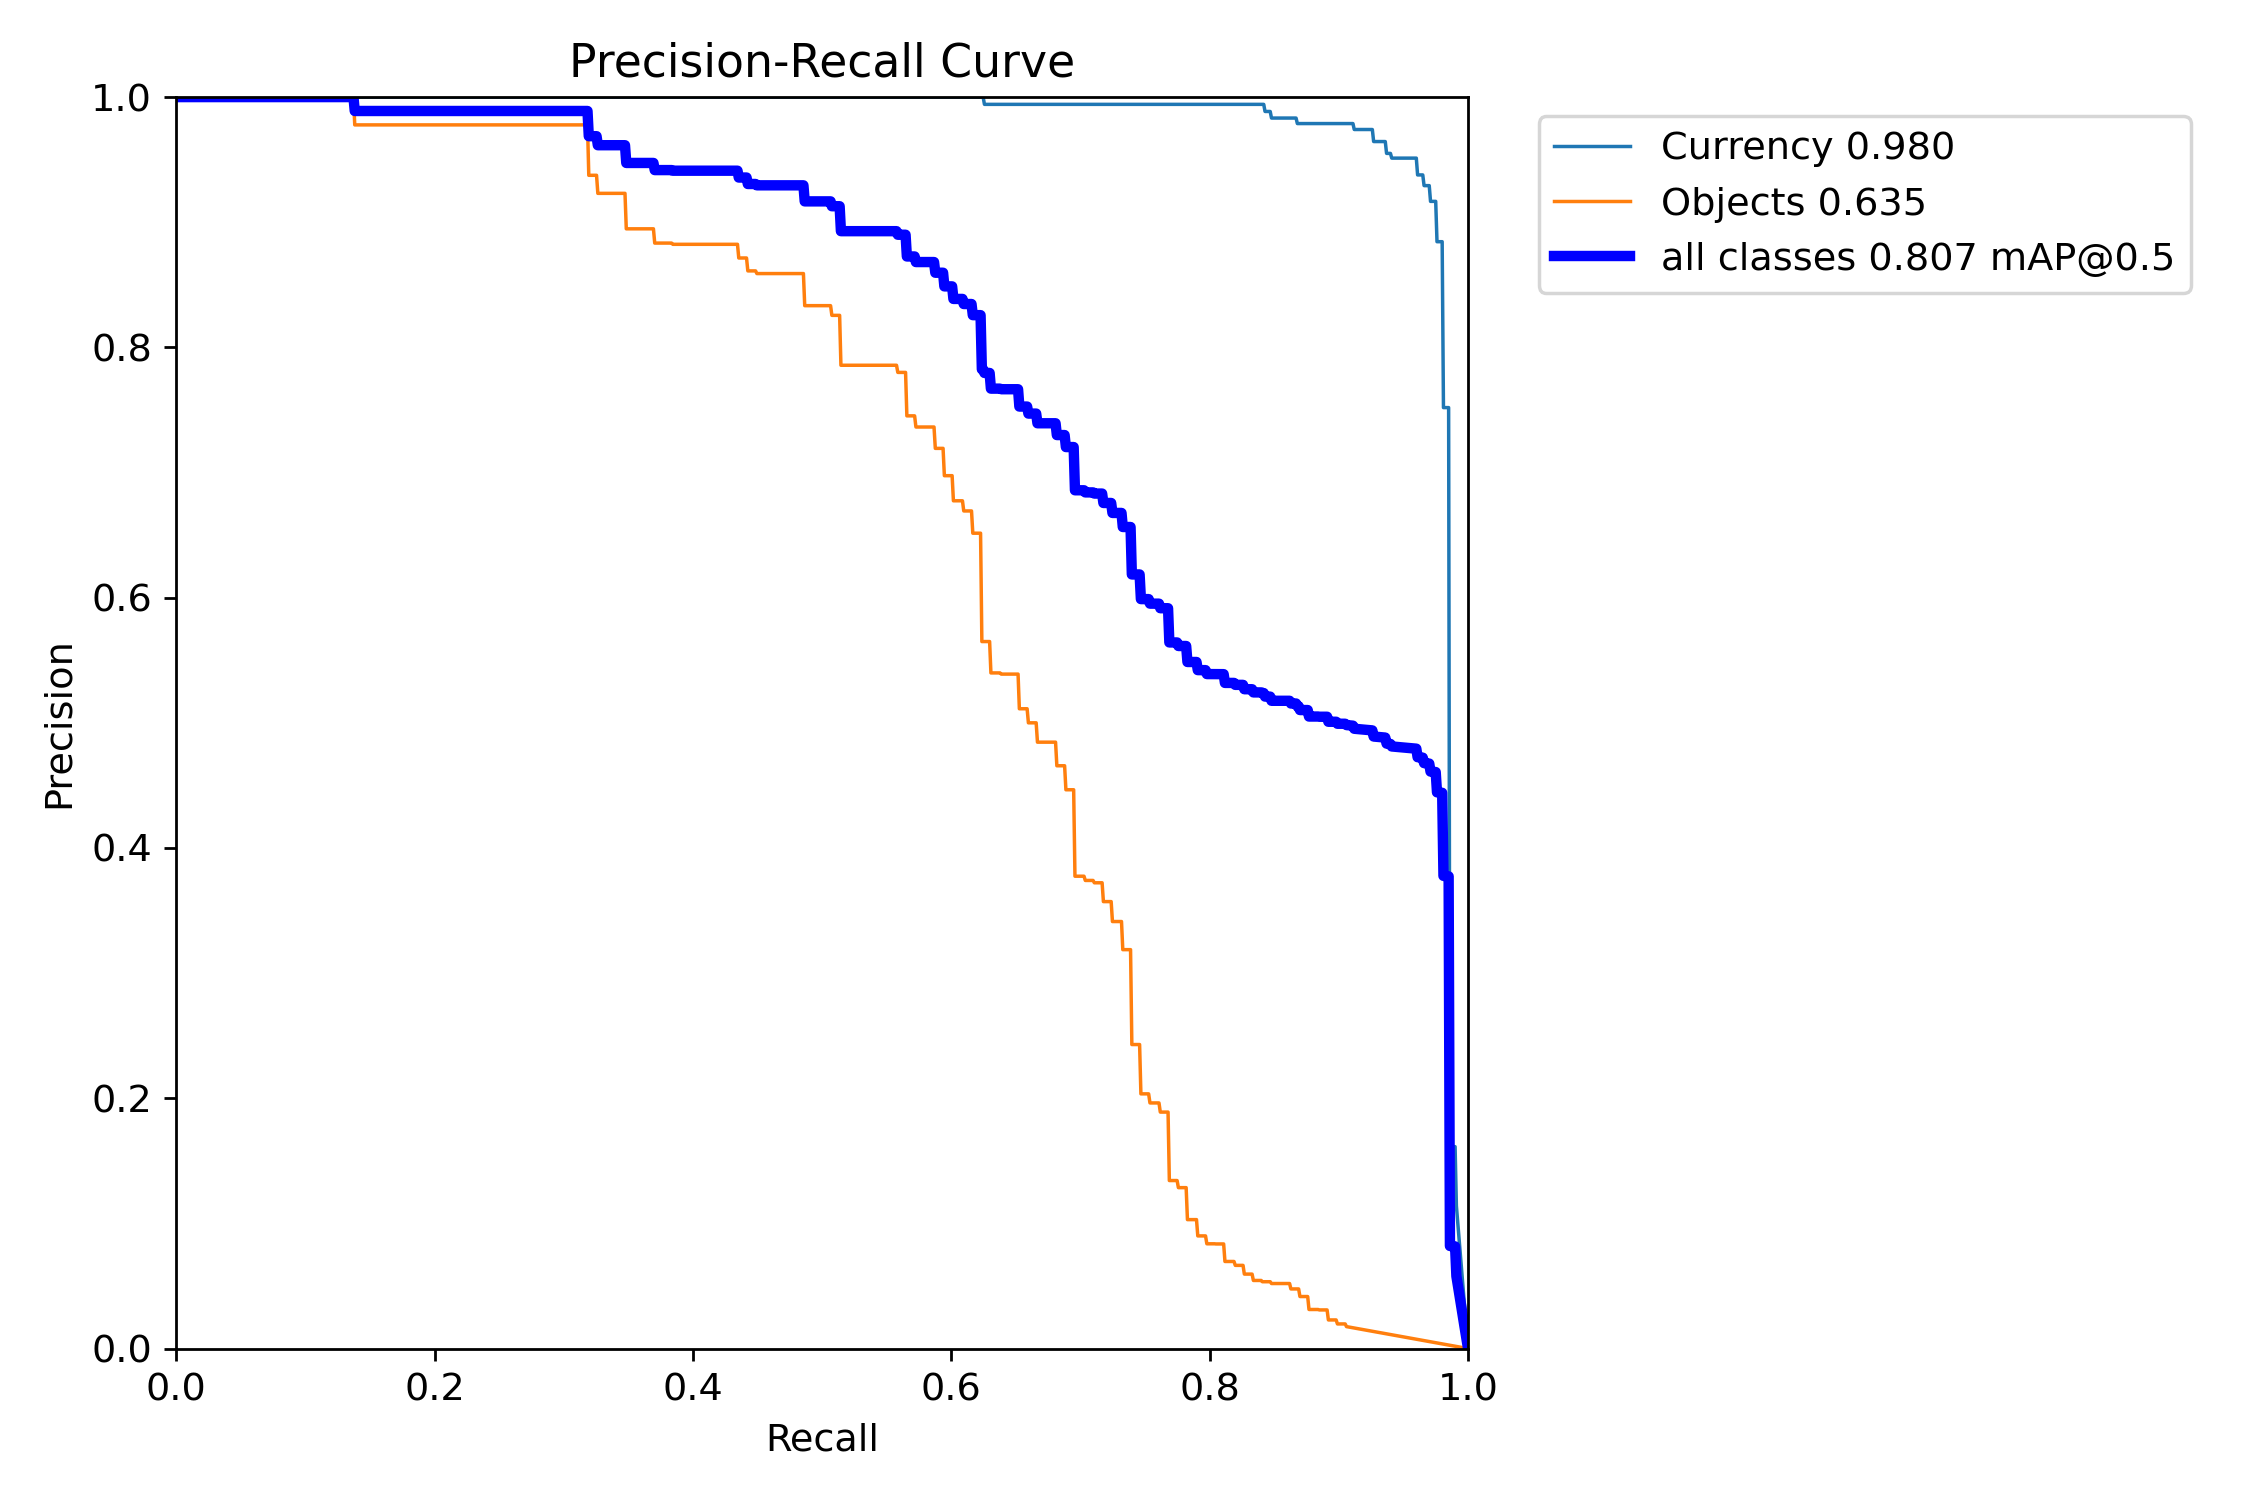 Precision-Recall Curve
1.0
0.8
0.6
0.4
0.2
0.0
Precision
0.0 0.2 0.4 0.6 0.8 1.0
Recall
Currency 0.980
Objects 0.635
all classes 0.807 mAP@0.5